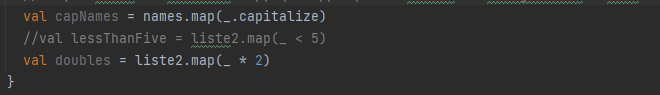 val capNames = names.map(_.capitalize)
//val lessThanFive = liste2.map(_ < 5)
val doubles = liste2.map(_ * 2)
}